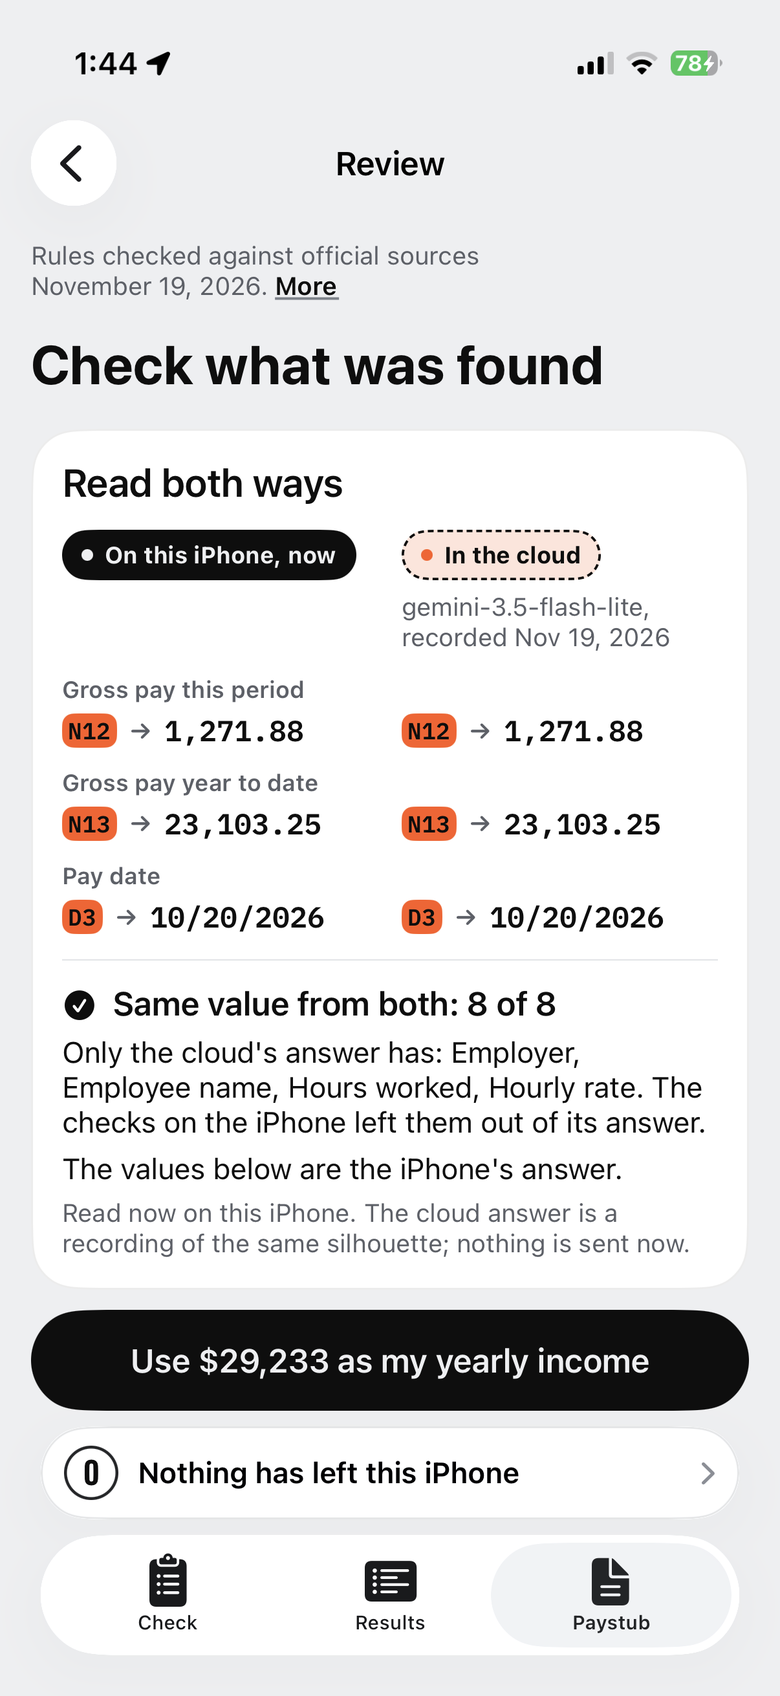 1:44
78
Review
Rules checked against official sources
November 19, 2026. More
Check what was found
Read both ways
On this iPhone, now
In the cloud
gemini-3.5-flash-lite,
recorded Nov 19, 2026
Gross pay this period
N12 → 1,271.88 N12 → 1,271.88
Gross pay year to date
N13 → 23,103.25 N13 → 23,103.25
Pay date
D3 → 10/20/2026 D3 → 10/20/2026
Same value from both: 8 of 8
Only the cloud's answer has: Employer,
Employee name, Hours worked, Hourly rate. The
checks on the iPhone left them out of its answer.
The values below are the iPhone's answer.
Read now on this iPhone. The cloud answer is a
recording of the same silhouette; nothing is sent now.
Use $29,233 as my yearly income
0 Nothing has left this iPhone
Check Results Paystub